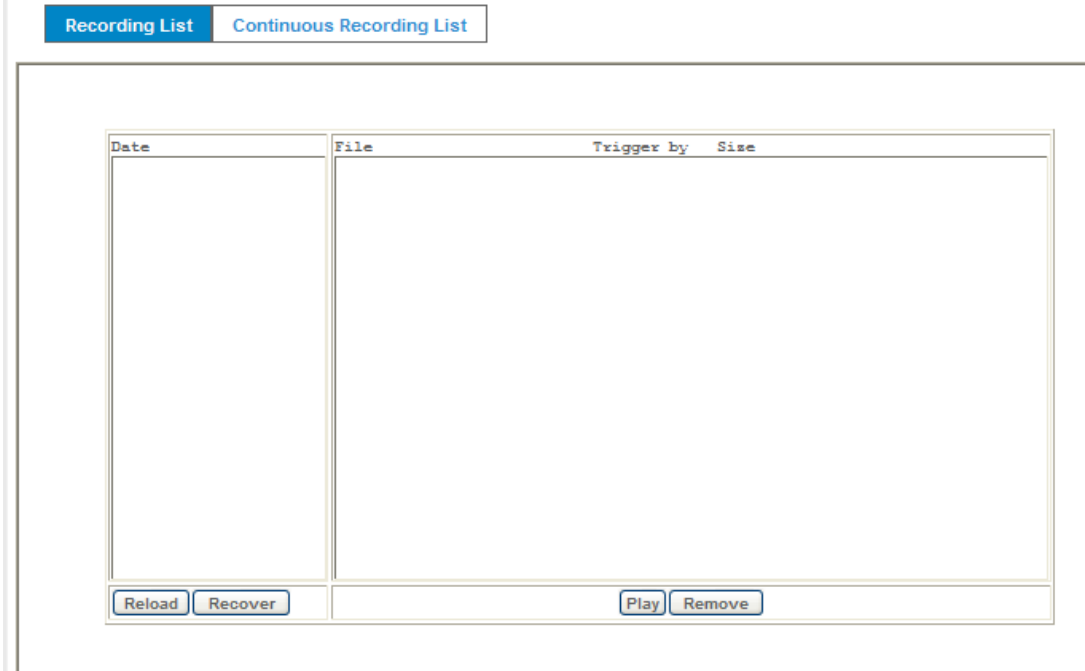 Recording List Continuous Recording List
Date File Trigger by Size
Reload Recover Play Remove